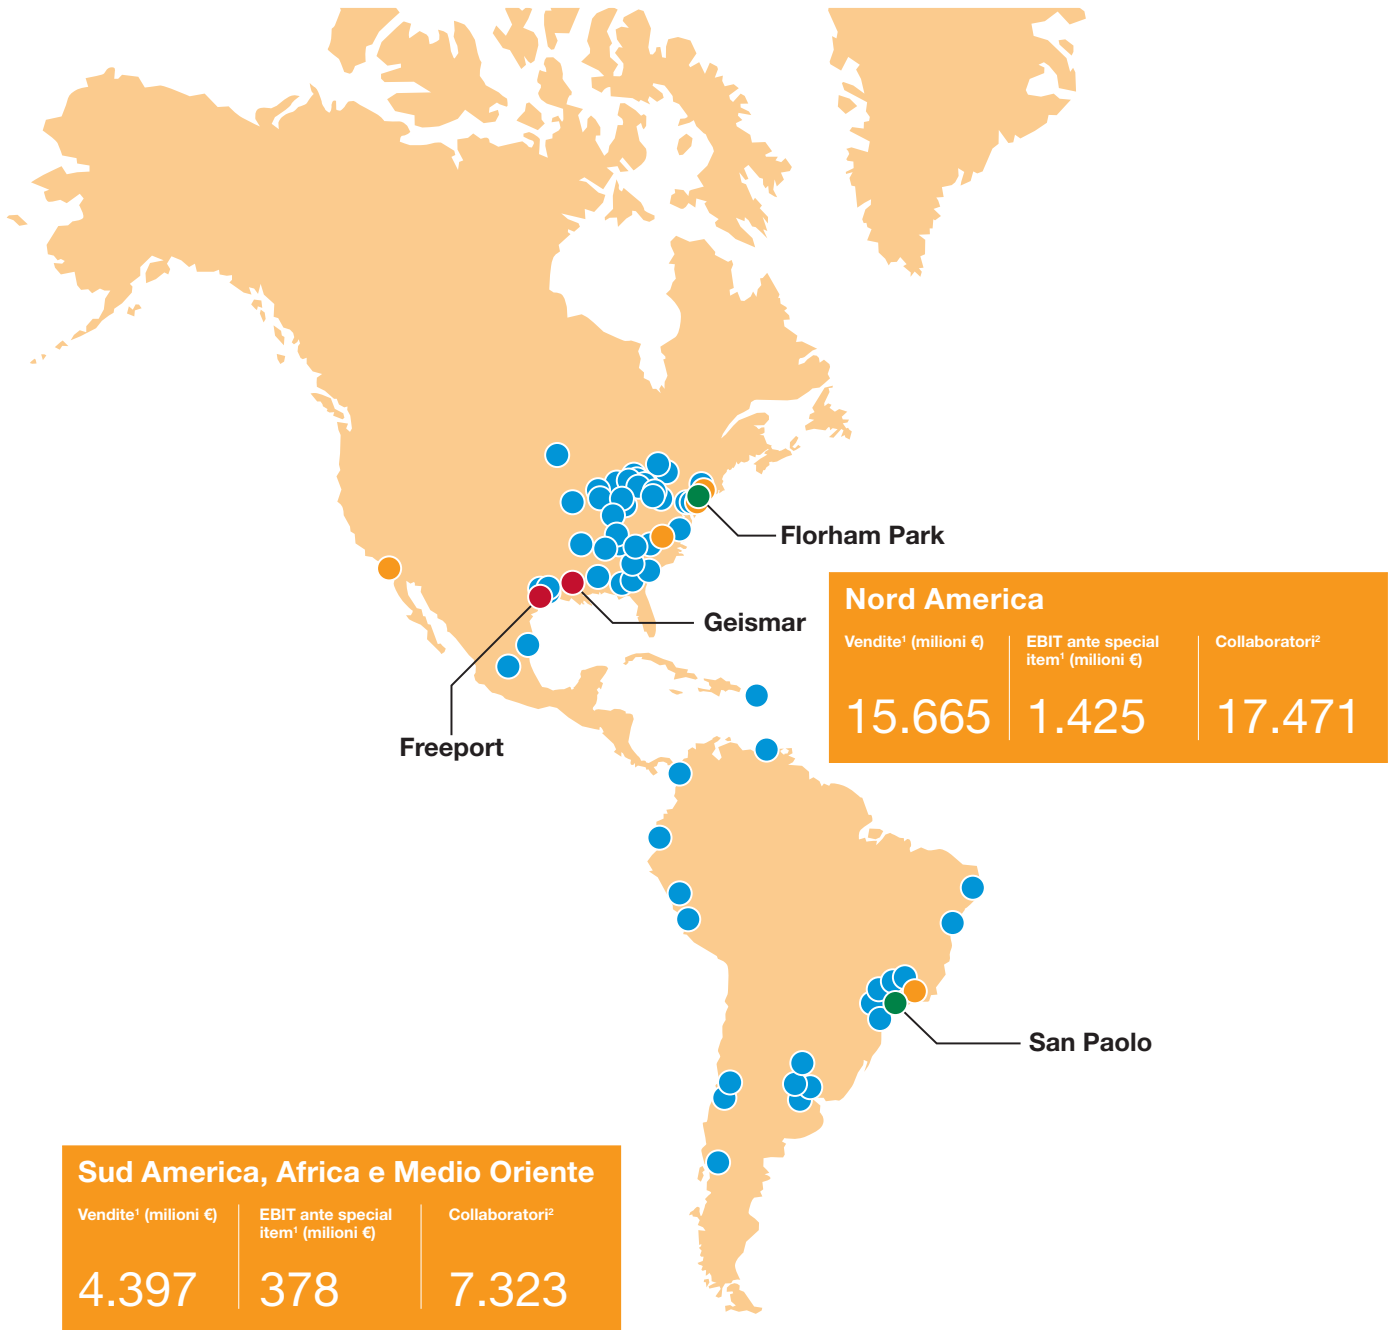 Florham Park
Nord America
Vendite¹ (milioni €)
EBIT ante special
item¹ (milioni €)
Collaboratori²
15.665
1.425
17.471
Geismar
Freeport
San Paolo
Sud America, Africa e Medio Oriente
Vendite¹ (milioni €)
EBIT ante special
item¹ (milioni €)
Collaboratori²
4.397
378
7.323